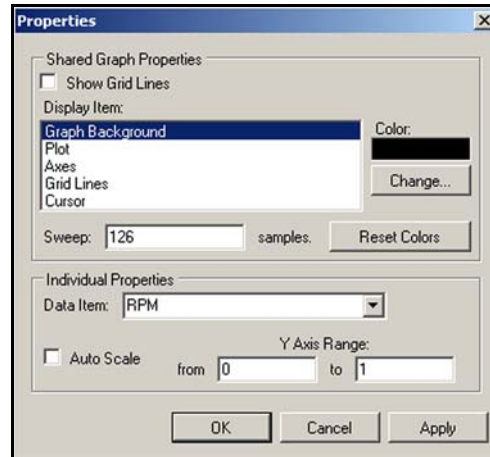 Properties
Shared Graph Properties
Show Grid Lines
Display Item:
Graph Background
Plot
Axes
Grid Lines
Cursor
Color:
Change...
Sweep: 126 samples. Reset Colors
Individual Properties
Data Item: RPM
Auto Scale
Y Axis Range:
from 0 to 1
OK Cancel Apply